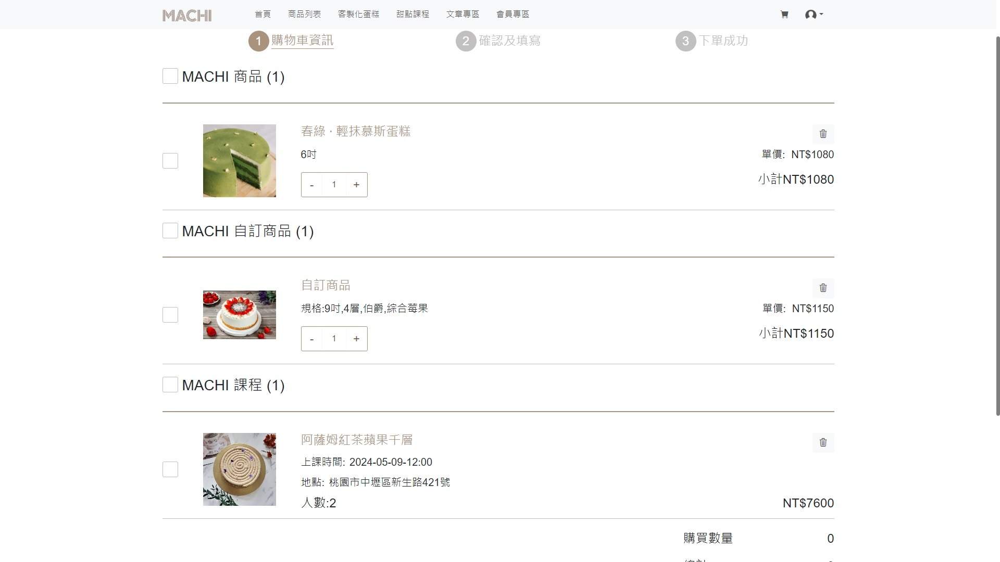 MACHI 首頁 商品列表 客製化蛋糕 甜點課程 文章專區 會員專區
1 購物車資訊 2 確認及填寫 3 下單成功
MACHI 商品 (1)
春綠 · 輕抹慕斯蛋糕
6吋
單價: NT$1080
- 1 +
小計NT$1080
MACHI 自訂商品 (1)
自訂商品
規格:9吋,4層,伯爵,綜合莓果
單價: NT$1150
- 1 +
小計NT$1150
MACHI 課程 (1)
阿薩姆紅茶蘋果千層
上課時間: 2024-05-09-12:00
地點: 桃園市中壢區新生路421號
人數:2
NT$7600
購買數量 0